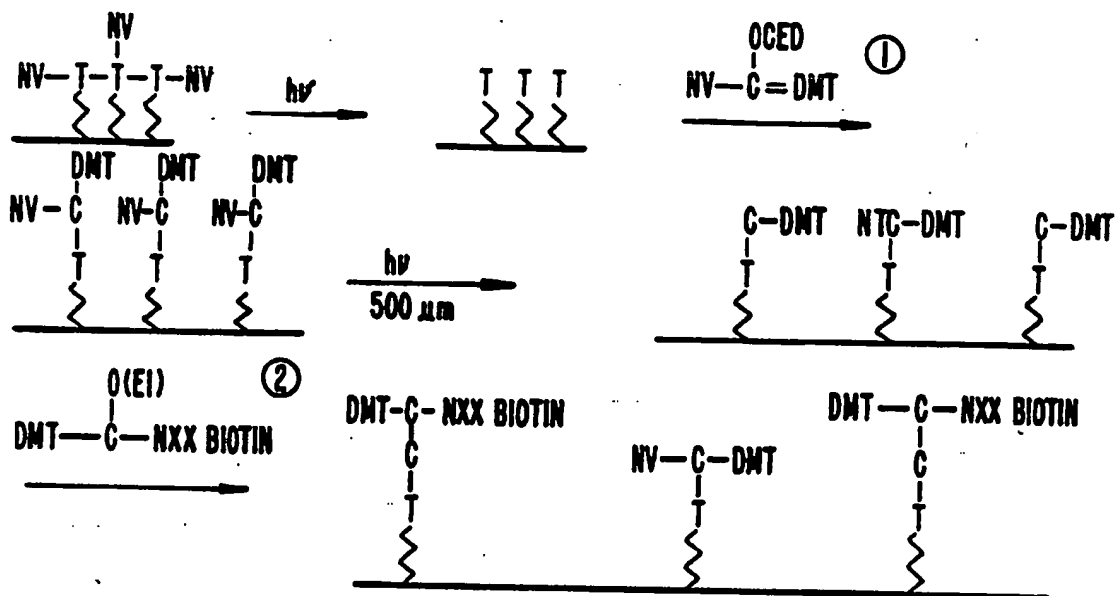 NV
NV-T-T-T-NV
hν
T T T
OCED
NV-C=DMT
①
DMT DMT DMT
NV-C NV-C NV-C
T T T
hν
500 µm
C-DMT NTC-DMT C-DMT
T T T
②
O(EI)
DMT-C-NXX BIOTIN
DMT-C-NXX BIOTIN
C
T
NV-C-DMT
T
DMT-C-NXX BIOTIN
C
T